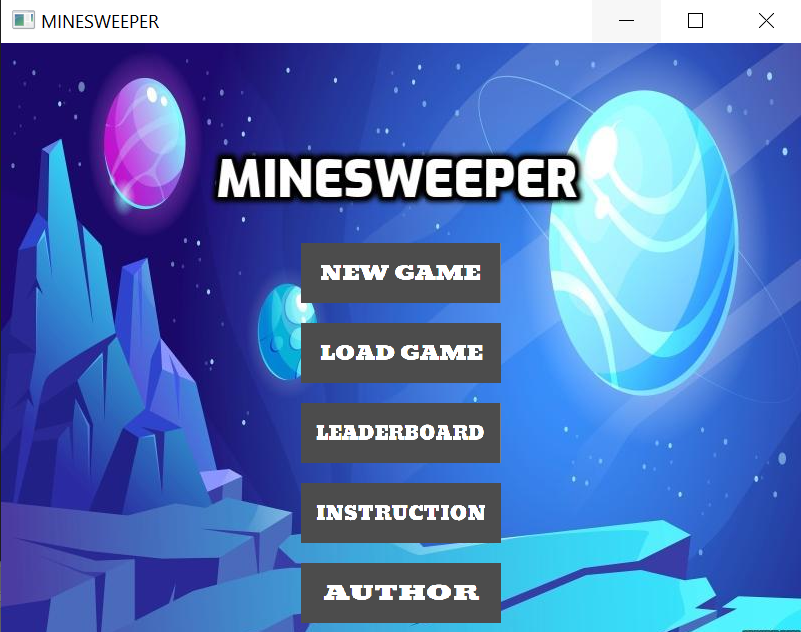 MINESWEEPER
MINESWEEPER
NEW GAME
LOAD GAME
LEADERBOARD
INSTRUCTION
AUTHOR